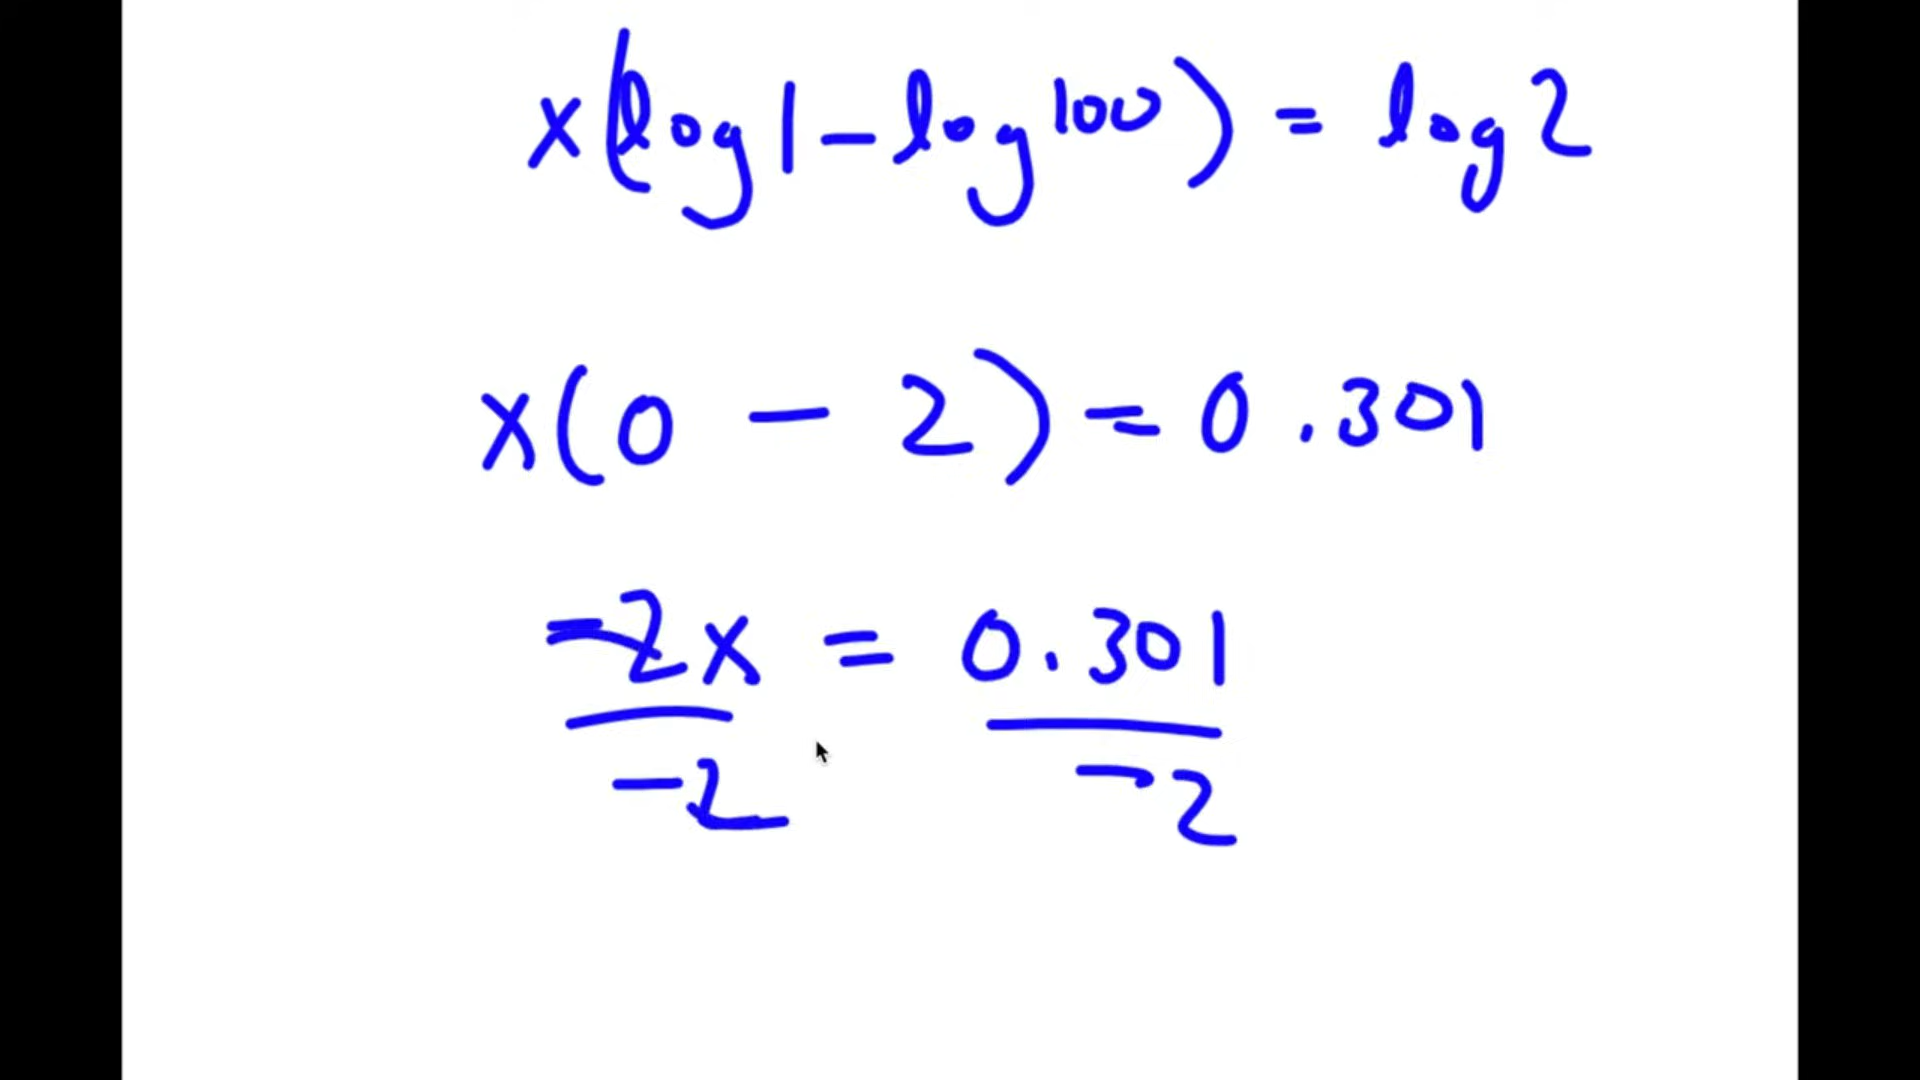 x(log1-log100) = log2
x(0 - 2) = 0.301
-2x = 0.301
-2 -2